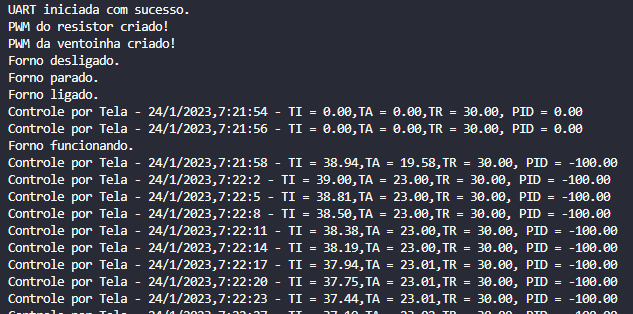 UART iniciada com sucesso.
PWM do resistor criado!
PWM da ventoinha criado!
Forno desligado.
Forno parado.
Forno ligado.
Controle por Tela - 24/1/2023,7:21:54 - TI = 0.00,TA = 0.00,TR = 30.00, PID = 0.00
Controle por Tela - 24/1/2023,7:21:56 - TI = 0.00,TA = 0.00,TR = 30.00, PID = 0.00
Forno funcionando.
Controle por Tela - 24/1/2023,7:21:58 - TI = 38.94,TA = 19.58,TR = 30.00, PID = -100.00
Controle por Tela - 24/1/2023,7:22:2 - TI = 39.00,TA = 23.00,TR = 30.00, PID = -100.00
Controle por Tela - 24/1/2023,7:22:5 - TI = 38.81,TA = 23.00,TR = 30.00, PID = -100.00
Controle por Tela - 24/1/2023,7:22:8 - TI = 38.50,TA = 23.00,TR = 30.00, PID = -100.00
Controle por Tela - 24/1/2023,7:22:11 - TI = 38.38,TA = 23.00,TR = 30.00, PID = -100.00
Controle por Tela - 24/1/2023,7:22:14 - TI = 38.19,TA = 23.00,TR = 30.00, PID = -100.00
Controle por Tela - 24/1/2023,7:22:17 - TI = 37.94,TA = 23.01,TR = 30.00, PID = -100.00
Controle por Tela - 24/1/2023,7:22:20 - TI = 37.75,TA = 23.01,TR = 30.00, PID = -100.00
Controle por Tela - 24/1/2023,7:22:23 - TI = 37.44,TA = 23.01,TR = 30.00, PID = -100.00
Controle por Tela - 24/1/2023,7:22:27 - TI =